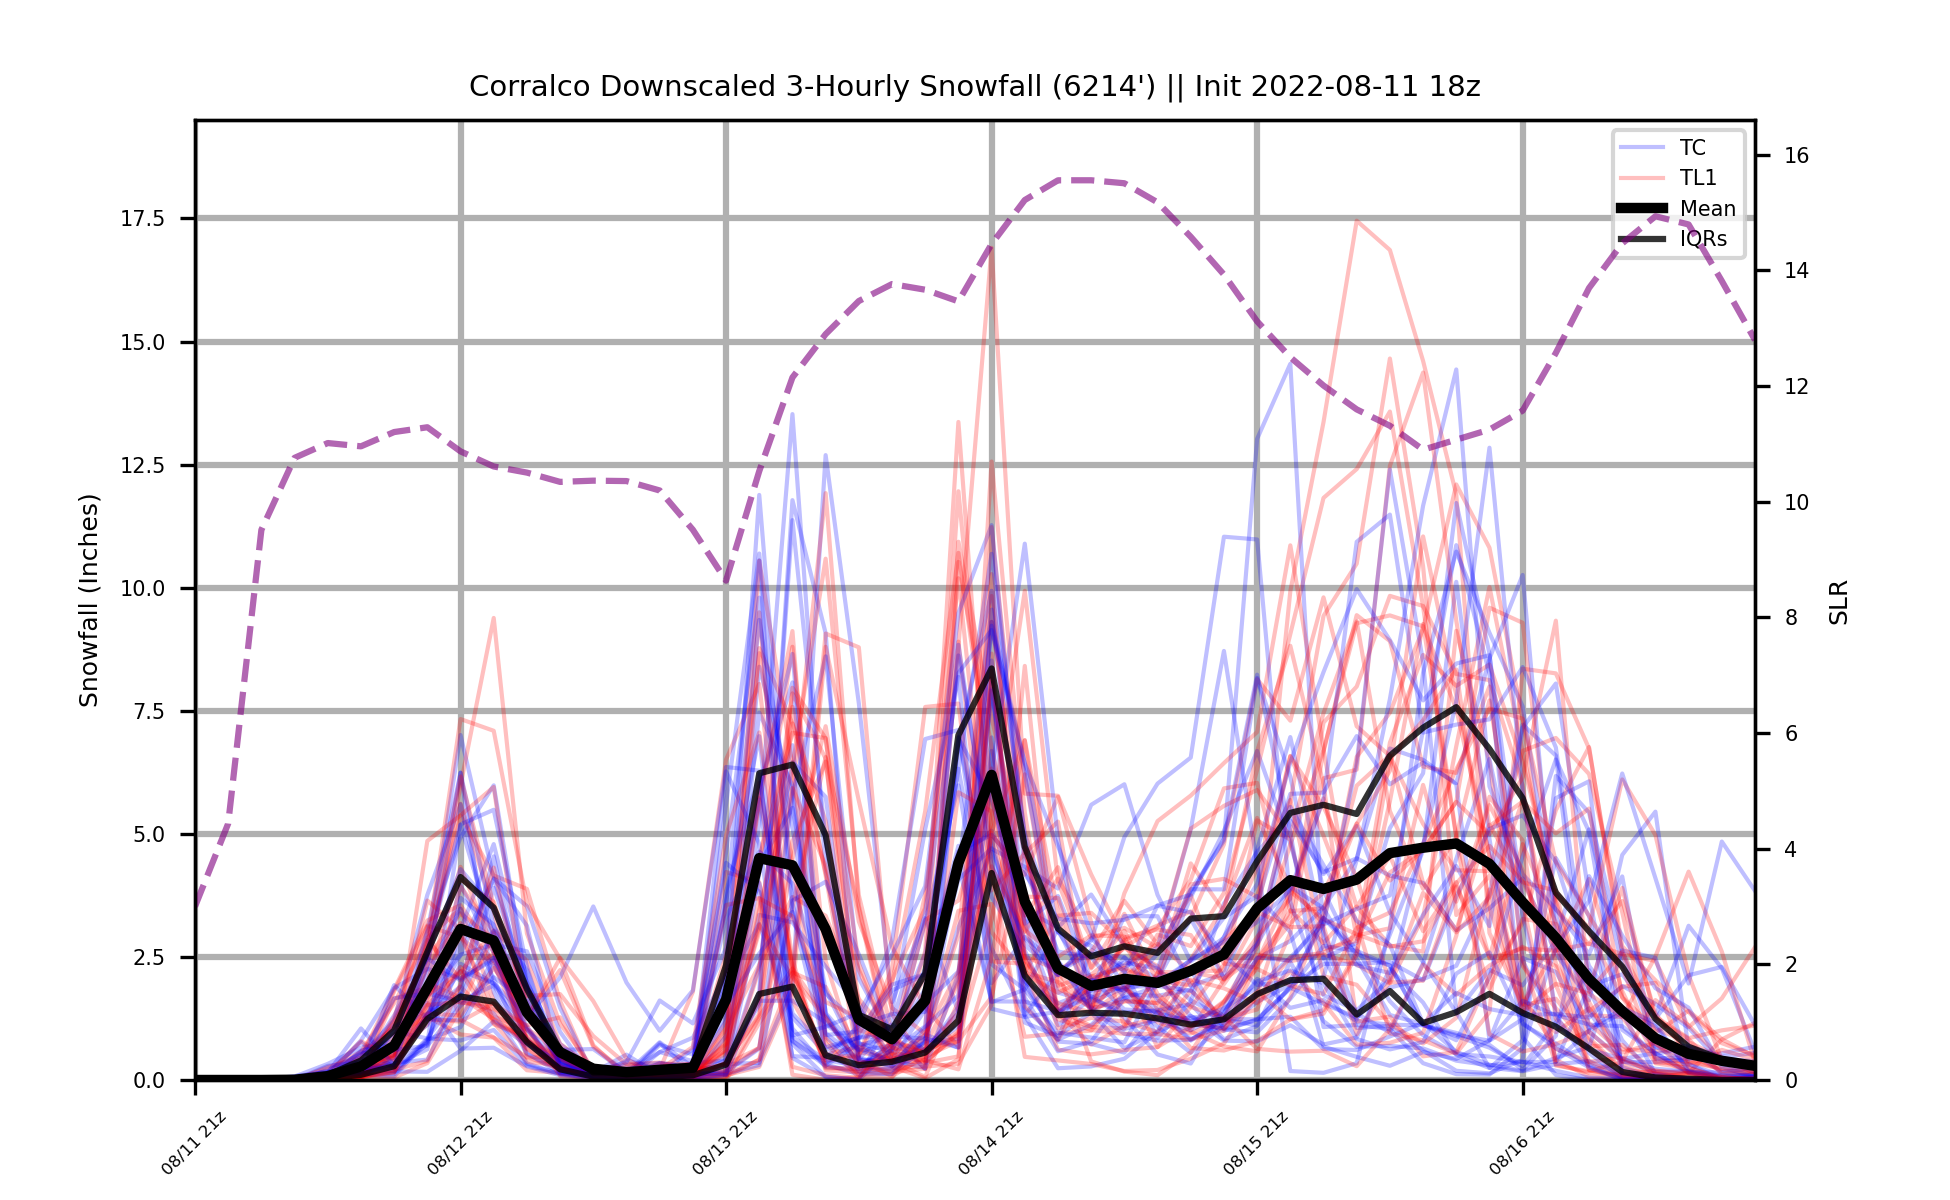 Corralco Downscaled 3-Hourly Snowfall (6214') || Init 2022-08-11 18z
TC
TL1
Mean
IQRs
Snowfall (Inches)
17.5
15.0
12.5
10.0
7.5
5.0
2.5
0.0
SLR
16
14
12
10
8
6
4
2
0
08/11 21z
08/12 21z
08/13 21z
08/14 21z
08/15 21z
08/16 21z